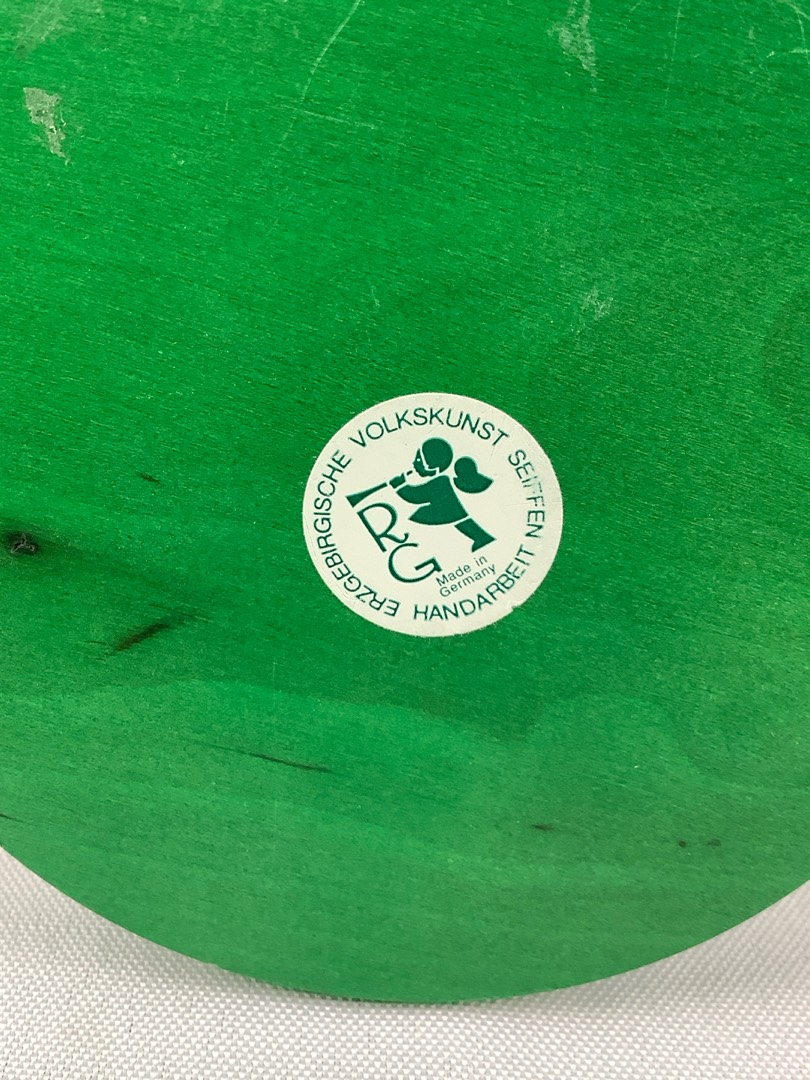 ERZGEBIRGISCHE VOLKSKUNST SEIFFEN
HANDARBEIT
RG
Made in
Germany